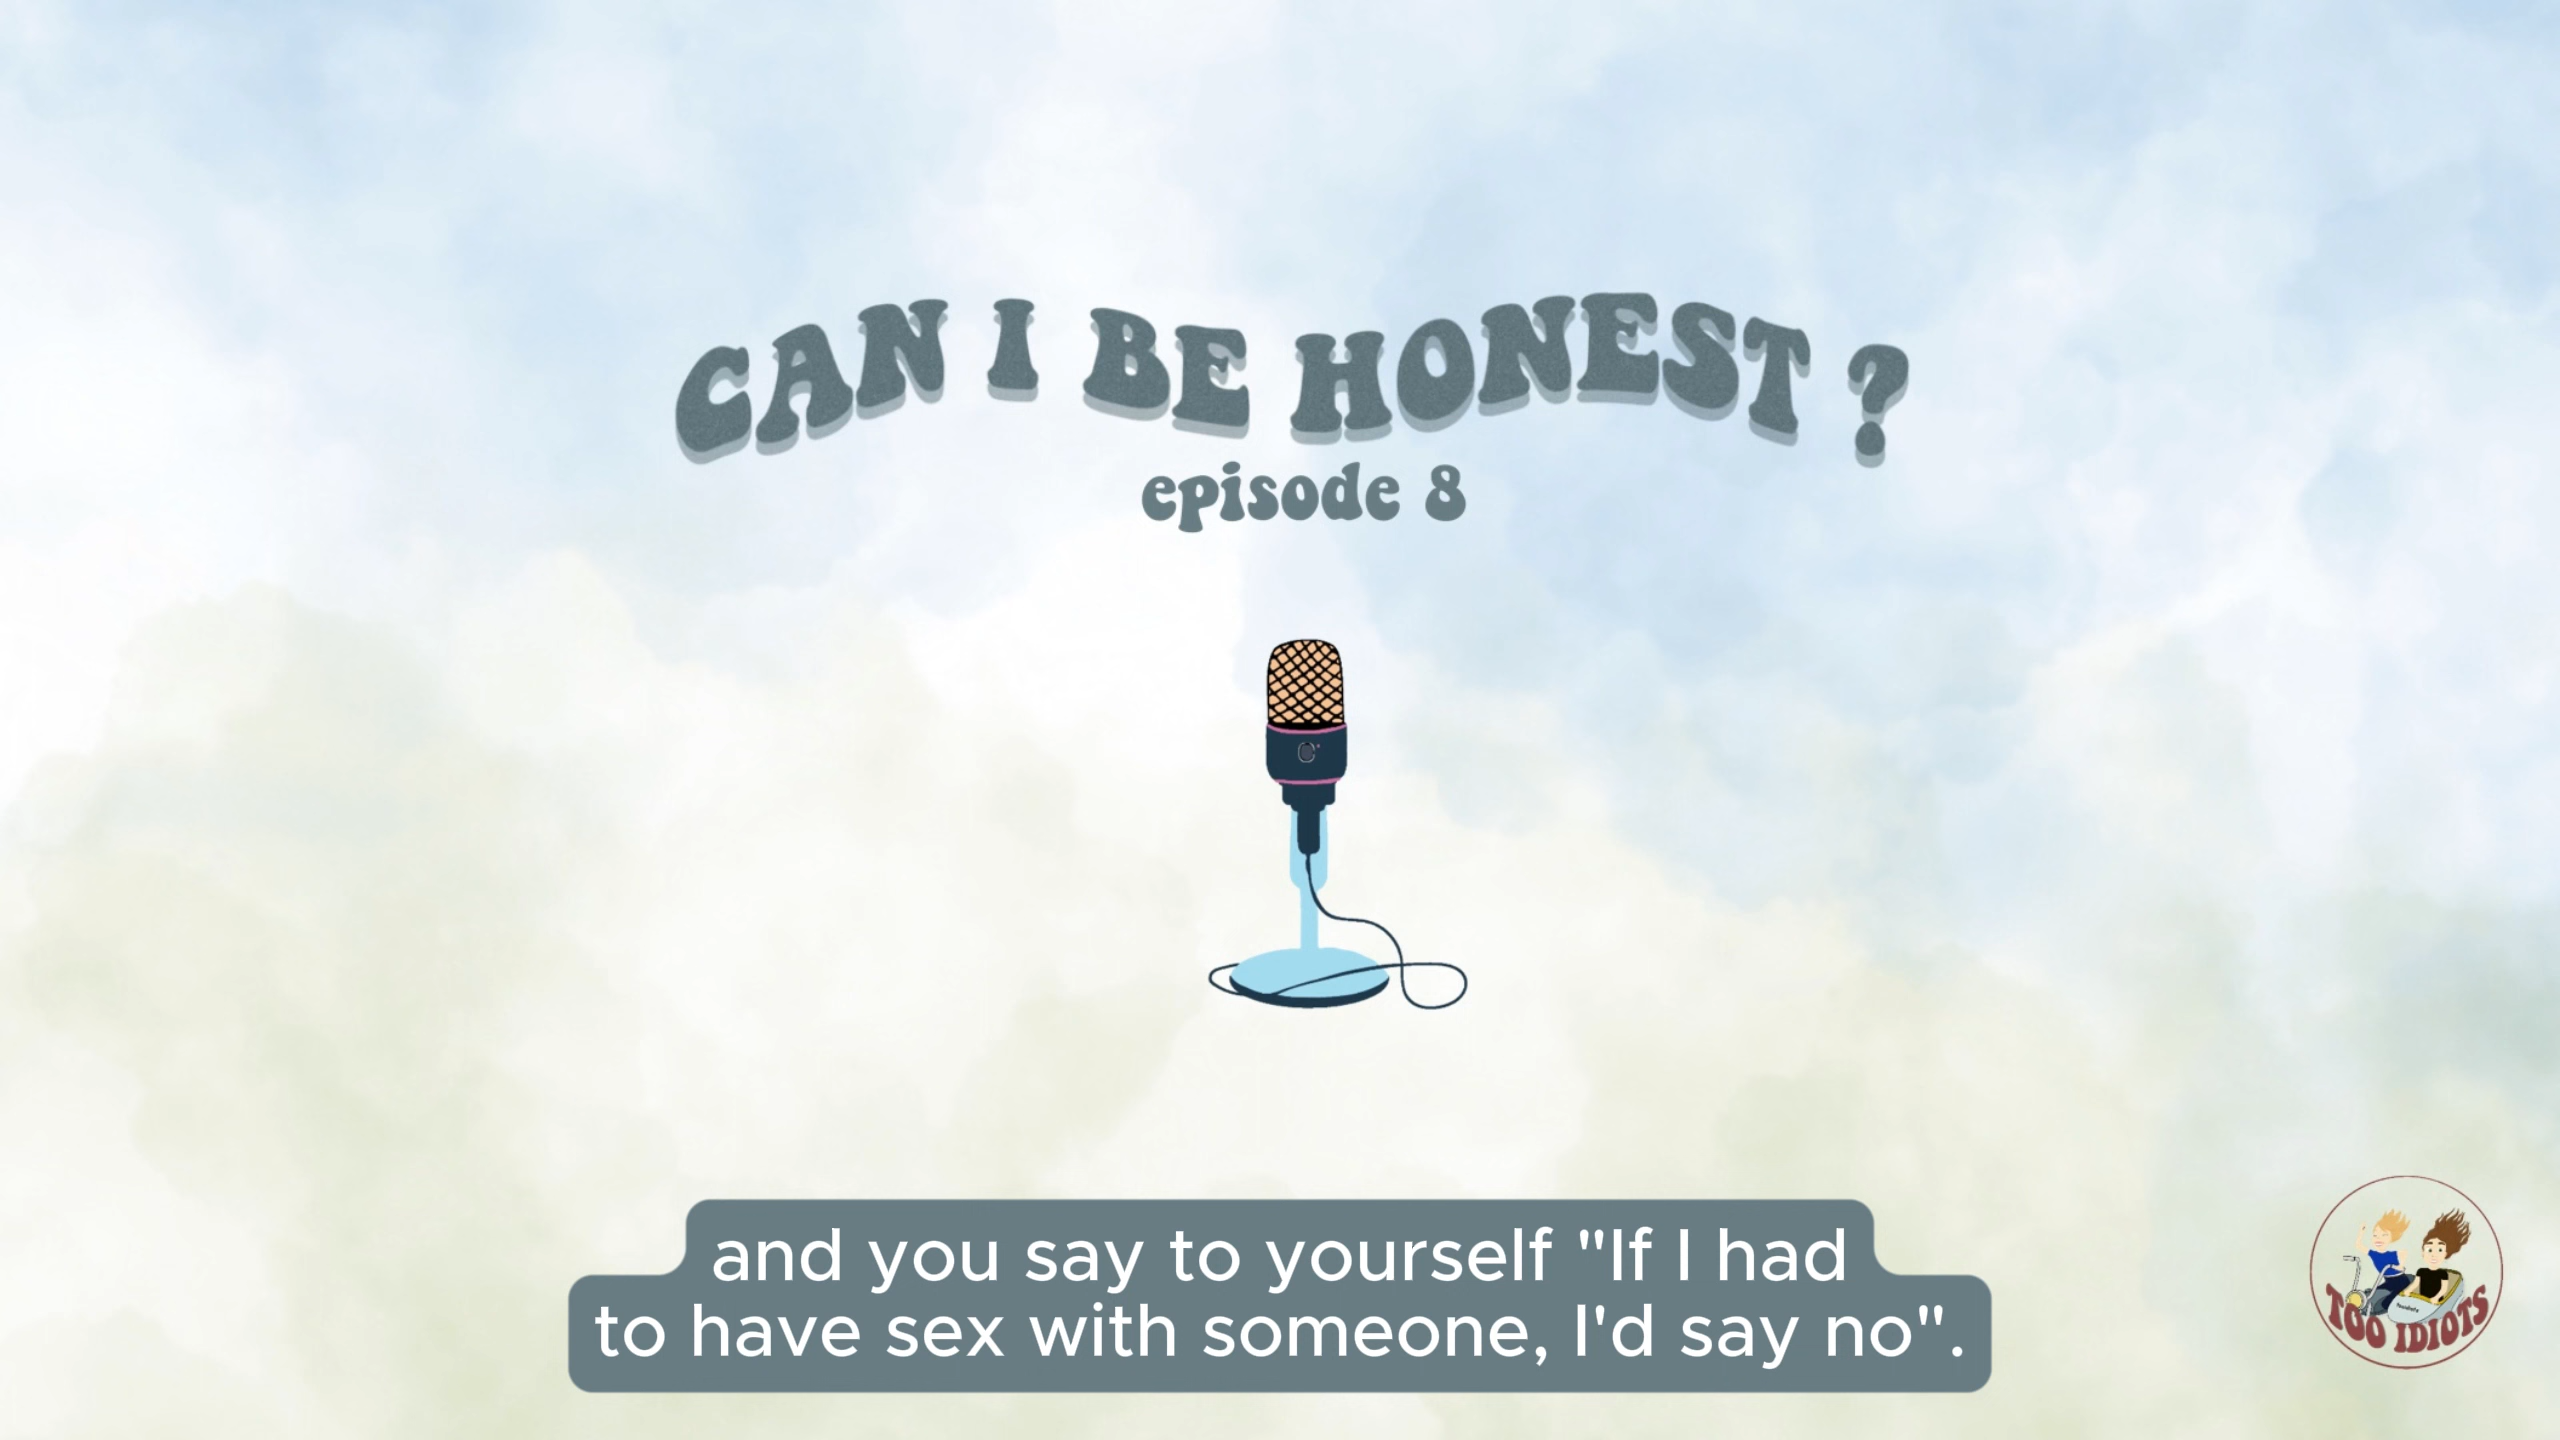 CAN I BE HONEST ?
episode 8
and you say to yourself "If I had
to have sex with someone, I'd say no".
TOO IDIOTS